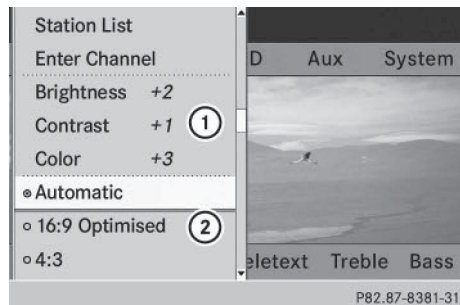 Station List
Enter Channel
Brightness +2
Contrast +1
Color +3
1
Automatic
16:9 Optimised
2
4:3
D Aux System
eletext Treble Bass
P82.87-8381-31